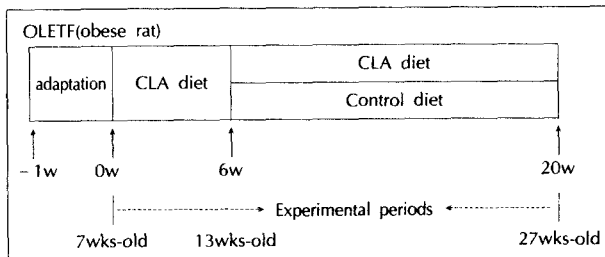 OLETF(obese rat)
adaptation
CLA diet
CLA diet
Control diet
−1w 0w 6w 20w
Experimental periods
7wks-old 13wks-old 27wks-old